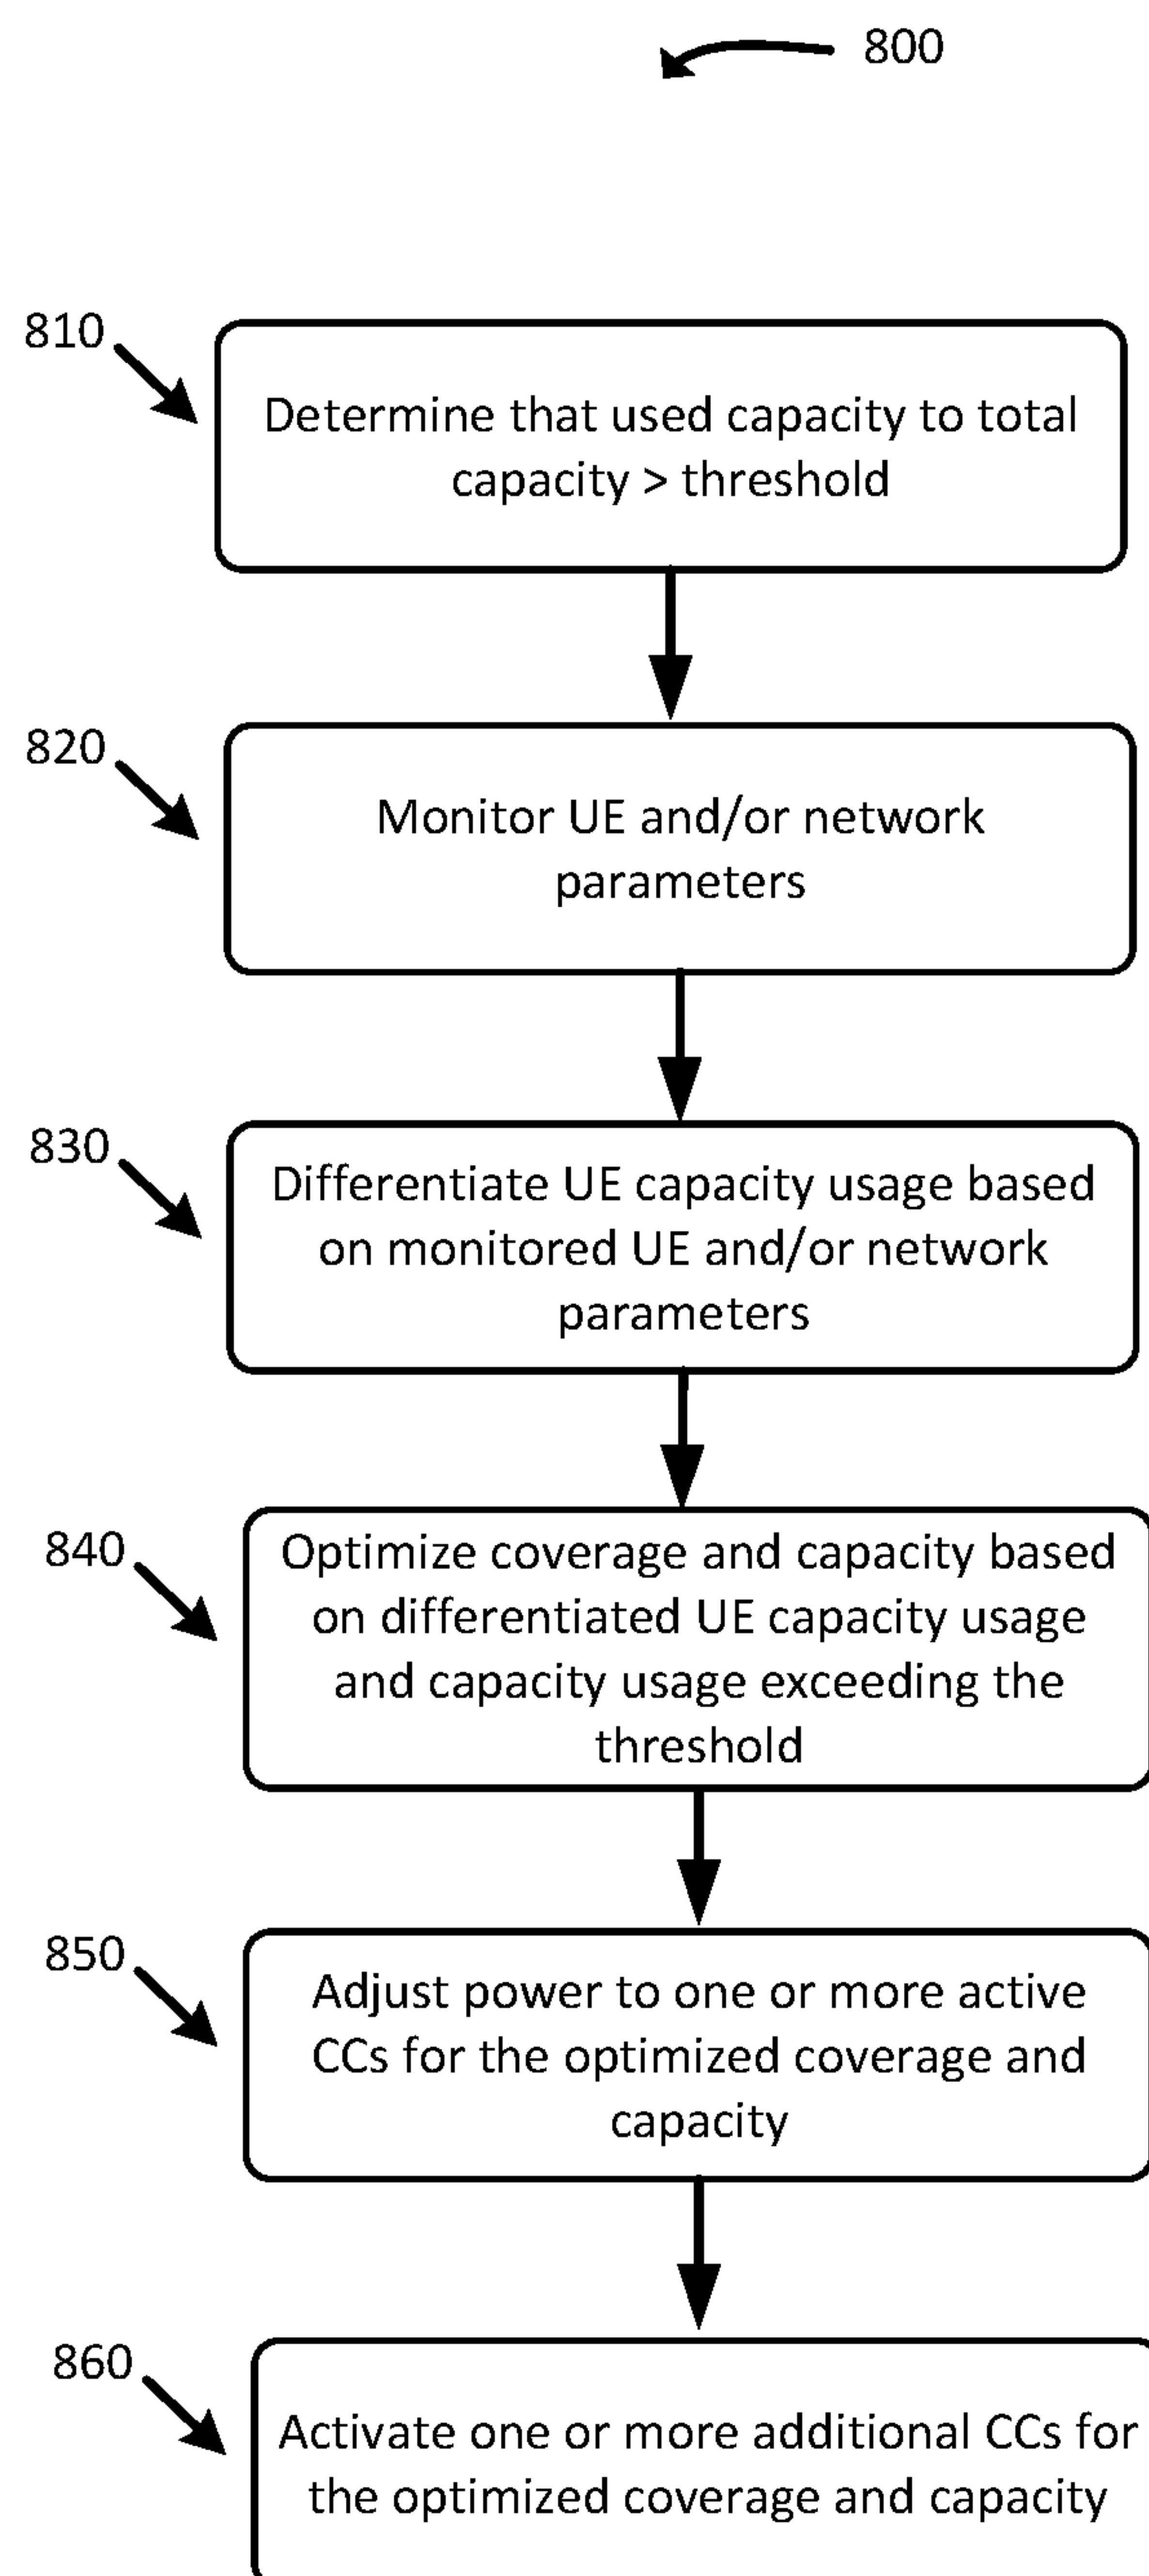 800
810
Determine that used capacity to total
capacity > threshold
820
Monitor UE and/or network
parameters
830
Differentiate UE capacity usage based
on monitored UE and/or network
parameters
840
Optimize coverage and capacity based
on differentiated UE capacity usage
and capacity usage exceeding the
threshold
850
Adjust power to one or more active
CCs for the optimized coverage and
capacity
860
Activate one or more additional CCs for
the optimized coverage and capacity